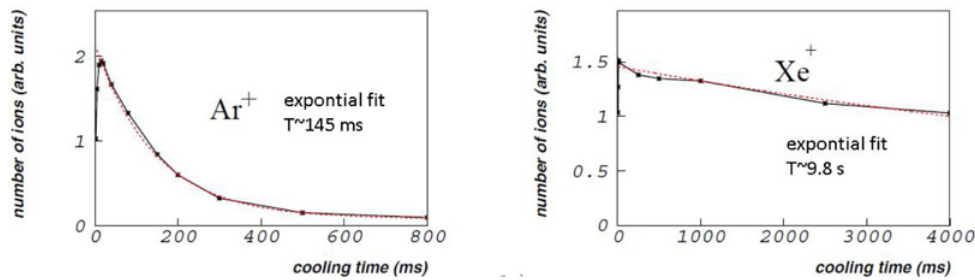 number of ions (arb. units)
2
1
0
Ar+
expontial fit
T~145 ms
0 200 400 600 800
cooling time (ms)
number of ions (arb. units)
1.5
1
0.5
0
Xe+
expontial fit
T~9.8 s
0 1000 2000 3000 4000
cooling time (ms)